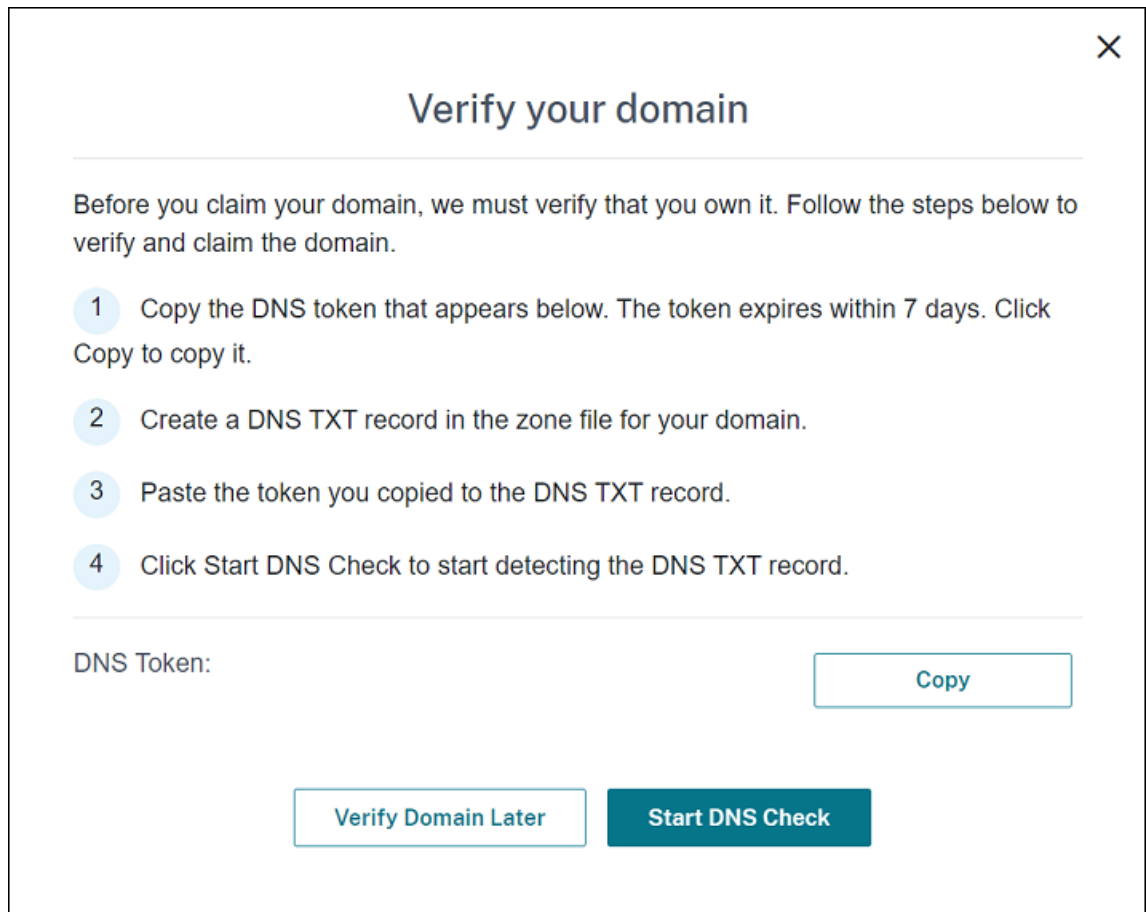 Verify your domain
Before you claim your domain, we must verify that you own it. Follow the steps below to
verify and claim the domain.
1 Copy the DNS token that appears below. The token expires within 7 days. Click
Copy to copy it.
2 Create a DNS TXT record in the zone file for your domain.
3 Paste the token you copied to the DNS TXT record.
4 Click Start DNS Check to start detecting the DNS TXT record.
DNS Token:
Copy
Verify Domain Later
Start DNS Check